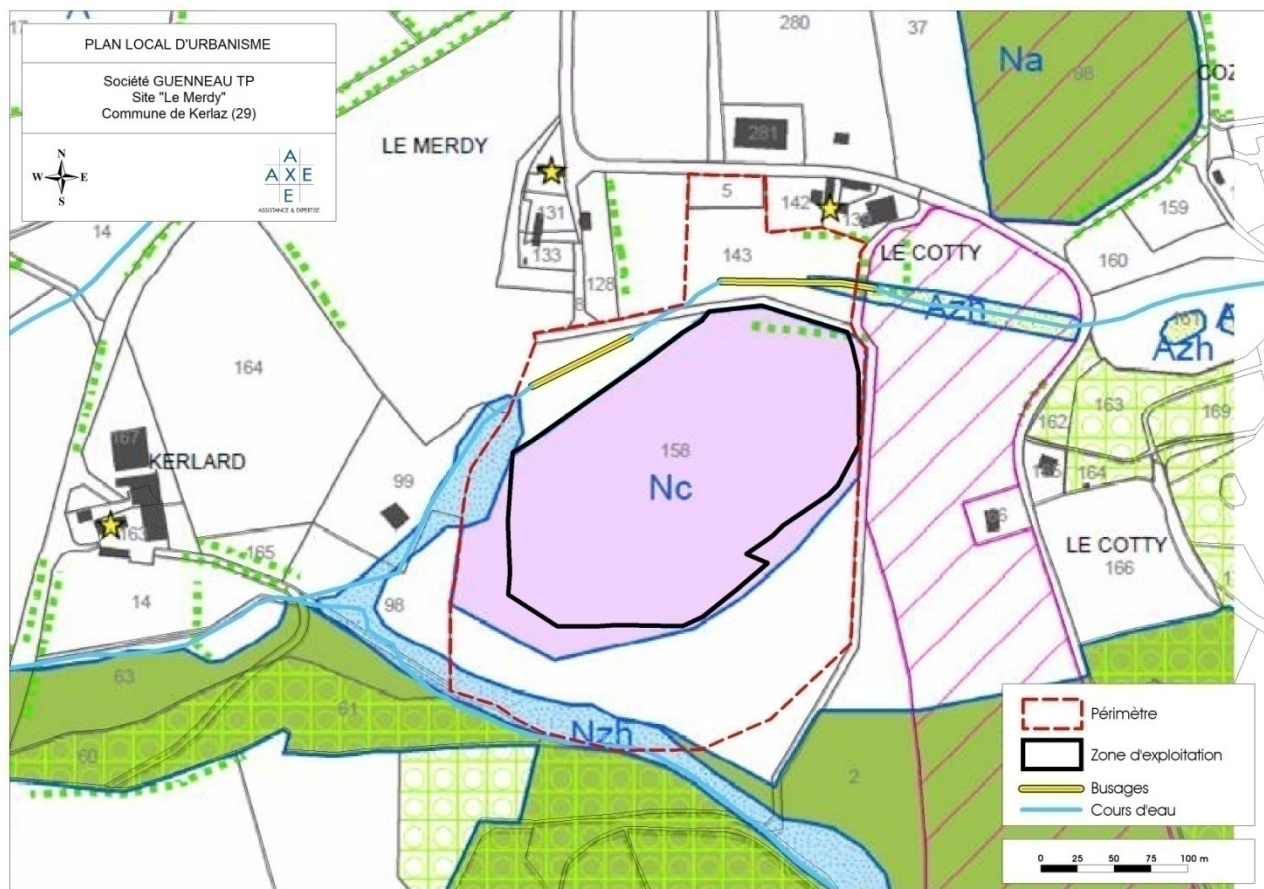 PLAN LOCAL D'URBANISME
Société GUENNEAU TP
Site "Le Merdy"
Commune de Kerlaz (29)
N
W E
S
A
A X E
E
ASSISTANCE & EXPERTISE
280
37
Na
98
LE MERDY
281
131
133
128
8
5
142
143
159
160
LE COTTY
Azh
161
Azh
14
164
167
KERLARD
163
165
14
99
98
158
Nc
162
163
169
164
LE COTTY
166
63
61
60
Nzh
2
Périmètre
Zone d'exploitation
Busages
Cours d'eau
0 25 50 75 100 m